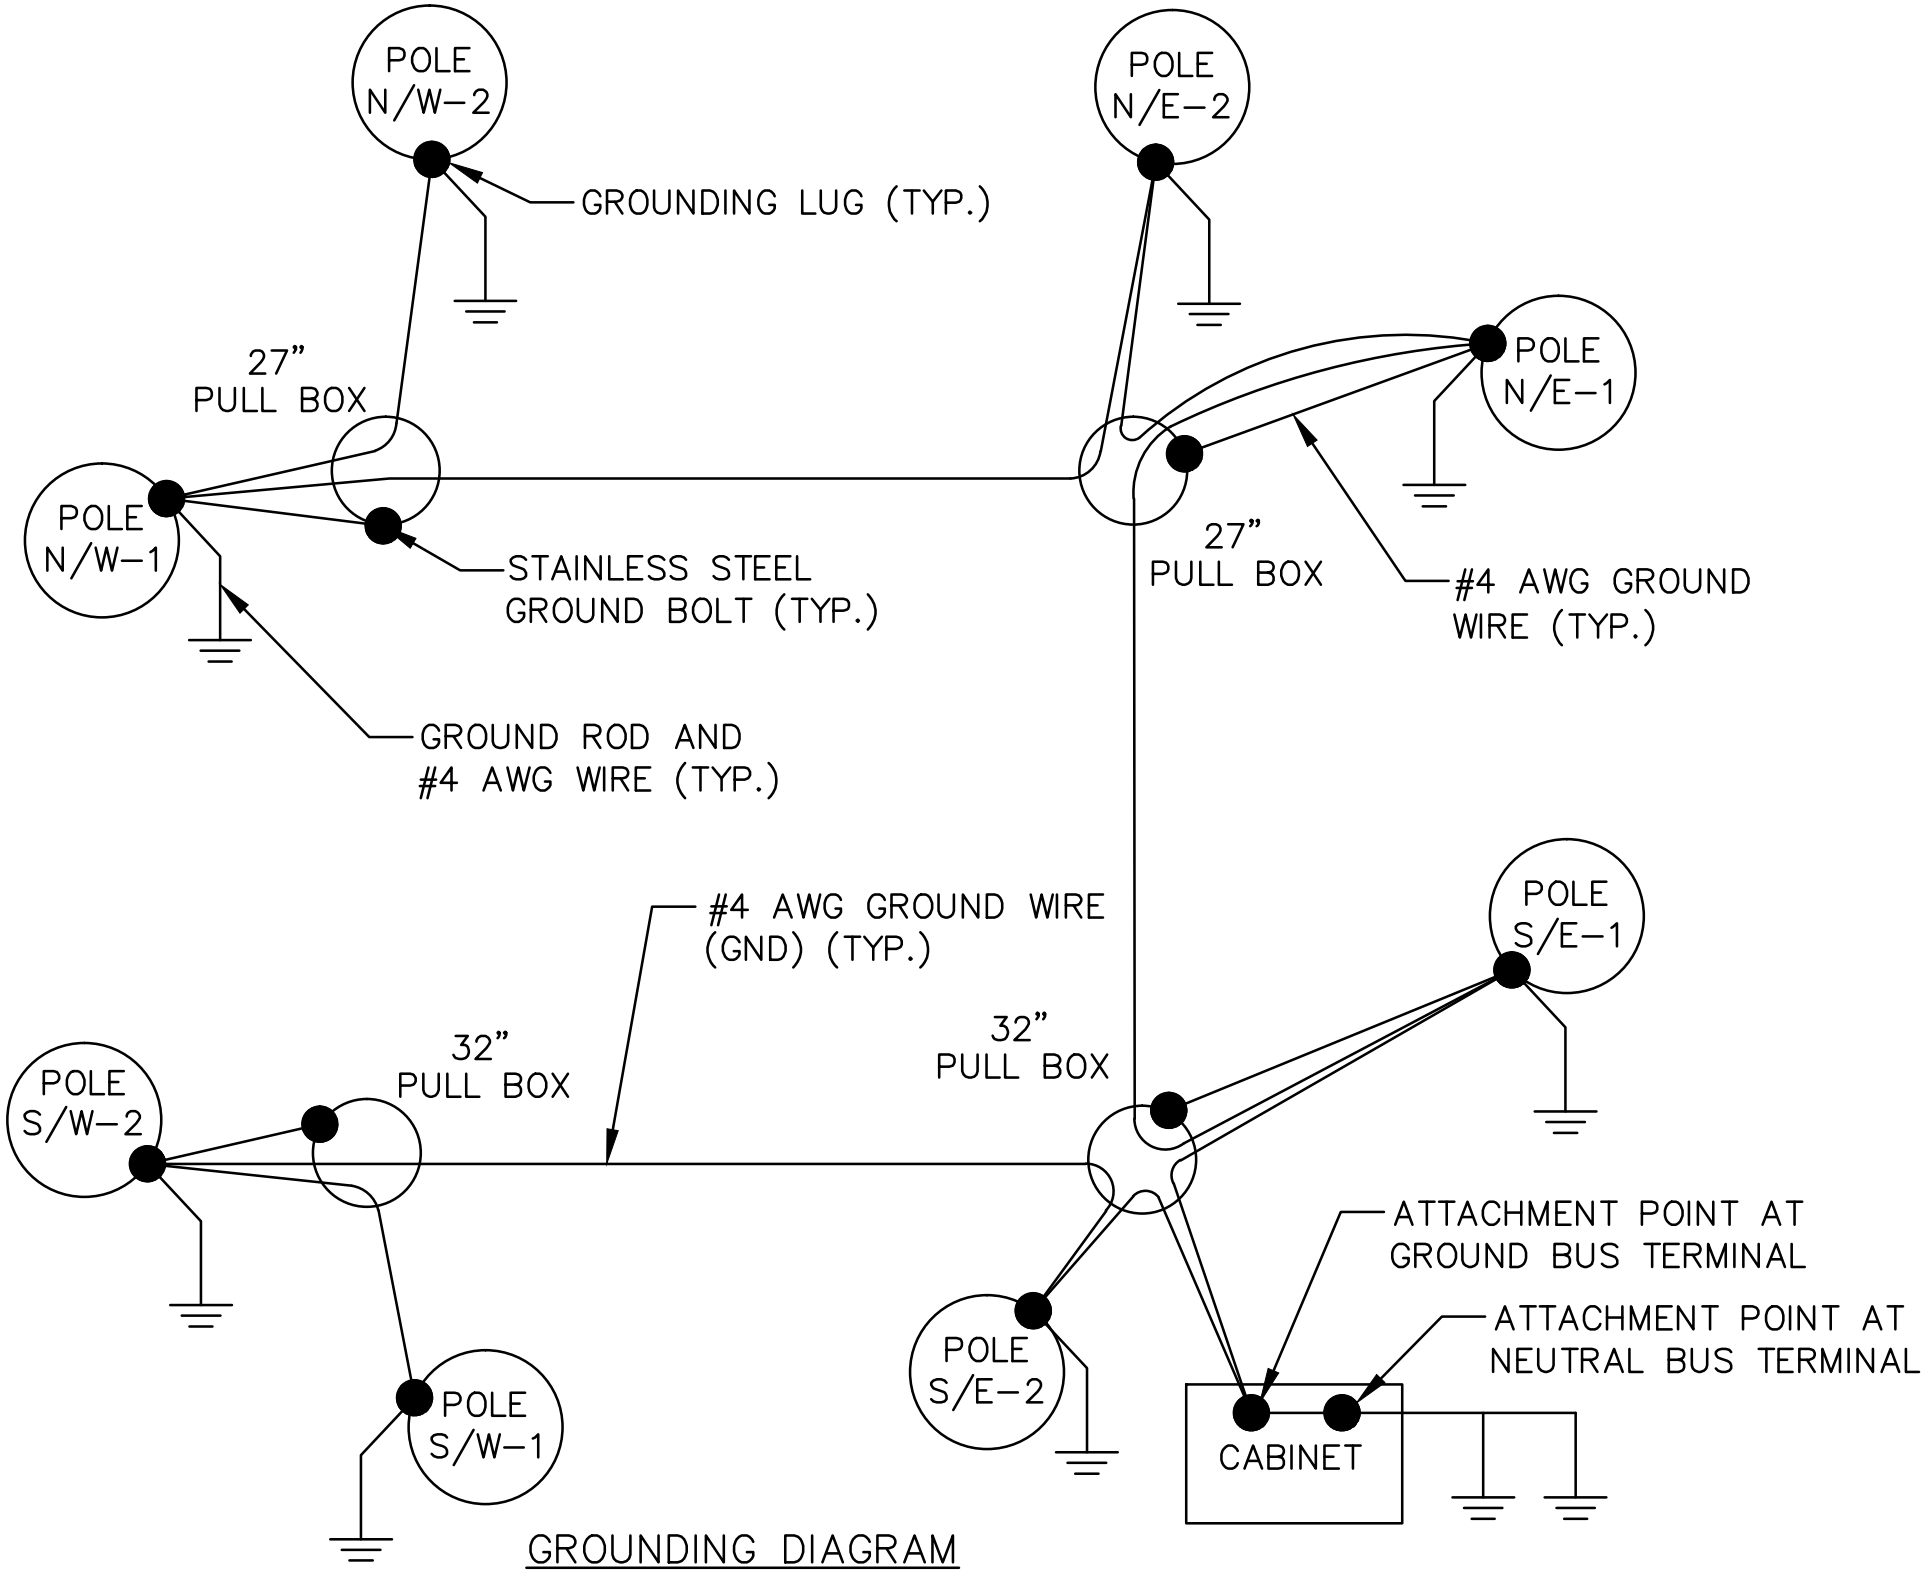 POLE
N/W-2
POLE
N/E-2
GROUNDING LUG (TYP.)
27"
PULL BOX
POLE
N/E-1
POLE
N/W-1
STAINLESS STEEL
GROUND BOLT (TYP.)
27"
PULL BOX
#4 AWG GROUND
WIRE (TYP.)
GROUND ROD AND
#4 AWG WIRE (TYP.)
#4 AWG GROUND WIRE
(GND) (TYP.)
POLE
S/E-1
32"
PULL BOX
32"
PULL BOX
POLE
S/W-2
ATTACHMENT POINT AT
GROUND BUS TERMINAL
ATTACHMENT POINT AT
NEUTRAL BUS TERMINAL
POLE
S/E-2
POLE
S/W-1
CABINET
GROUNDING DIAGRAM